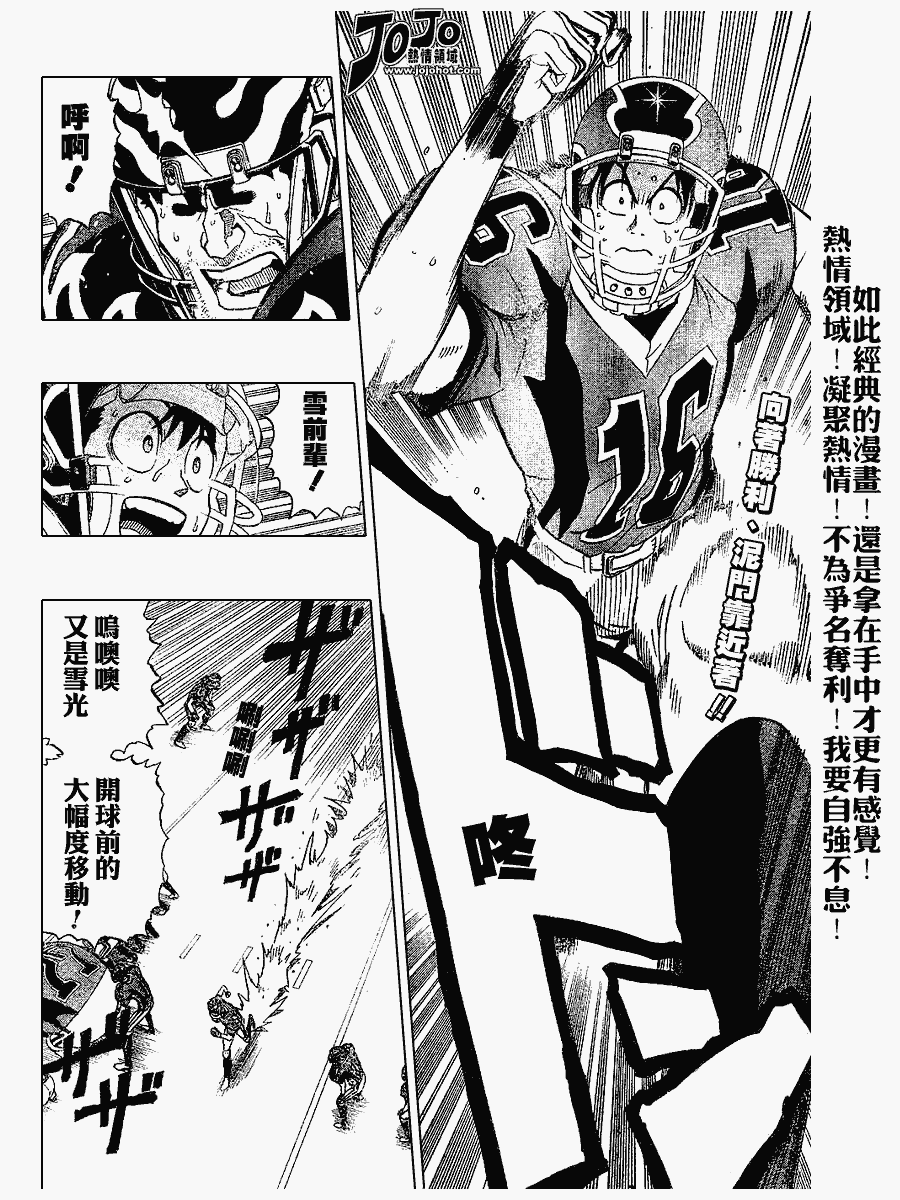 JOJO
熱情領域
www.jojohot.com
如此經典的漫畫！還是拿在手中才更有感覺！
熱情領域！凝聚熱情！不為爭名奪利！我要自強不息！
16
16
向著勝利、泥門靠近著!!
咚
ド
呼啊！
雪前輩！
嗚噢噢
又是雪光
開球前的
大幅度移動！
ザ
ザ
ザザ
ザザ